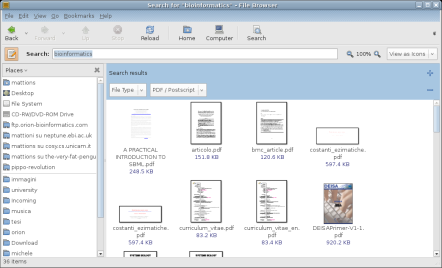 Search for "bioinformatics" - File Browser
File Edit View Go Bookmarks Help
Back Forward Up Stop Reload Home Computer Search
Search: bioinformatics 100% View as Icons
Places
mattions
Desktop
File System
CD-RW/DVD-ROM Drive
ftp.orion-bioinformatics.com
mattions su neptune.ebi.ac.uk
mattions su cosy.cs.unicam.it
mattions su the-very-fat-pengu
pippo-revolution
images
university
incoming
musica
tesi
orion
Download
michele
Search results
File Type PDF / Postscript
A PRACTICAL
INTRODUCTION TO
SBML.pdf
248.5 KB
articolo.pdf
151.8 KB
bmc_article.pdf
120.6 KB
costanti_ezimatiche.
pdf
597.4 KB
costanti_ezimatiche.
pdf
597.4 KB
curriculum_vitae.pdf
83.2 KB
curriculum_vitae_en.
pdf
83.4 KB
DEISAPrimer-V1-1.
pdf
920.2 KB
36 items